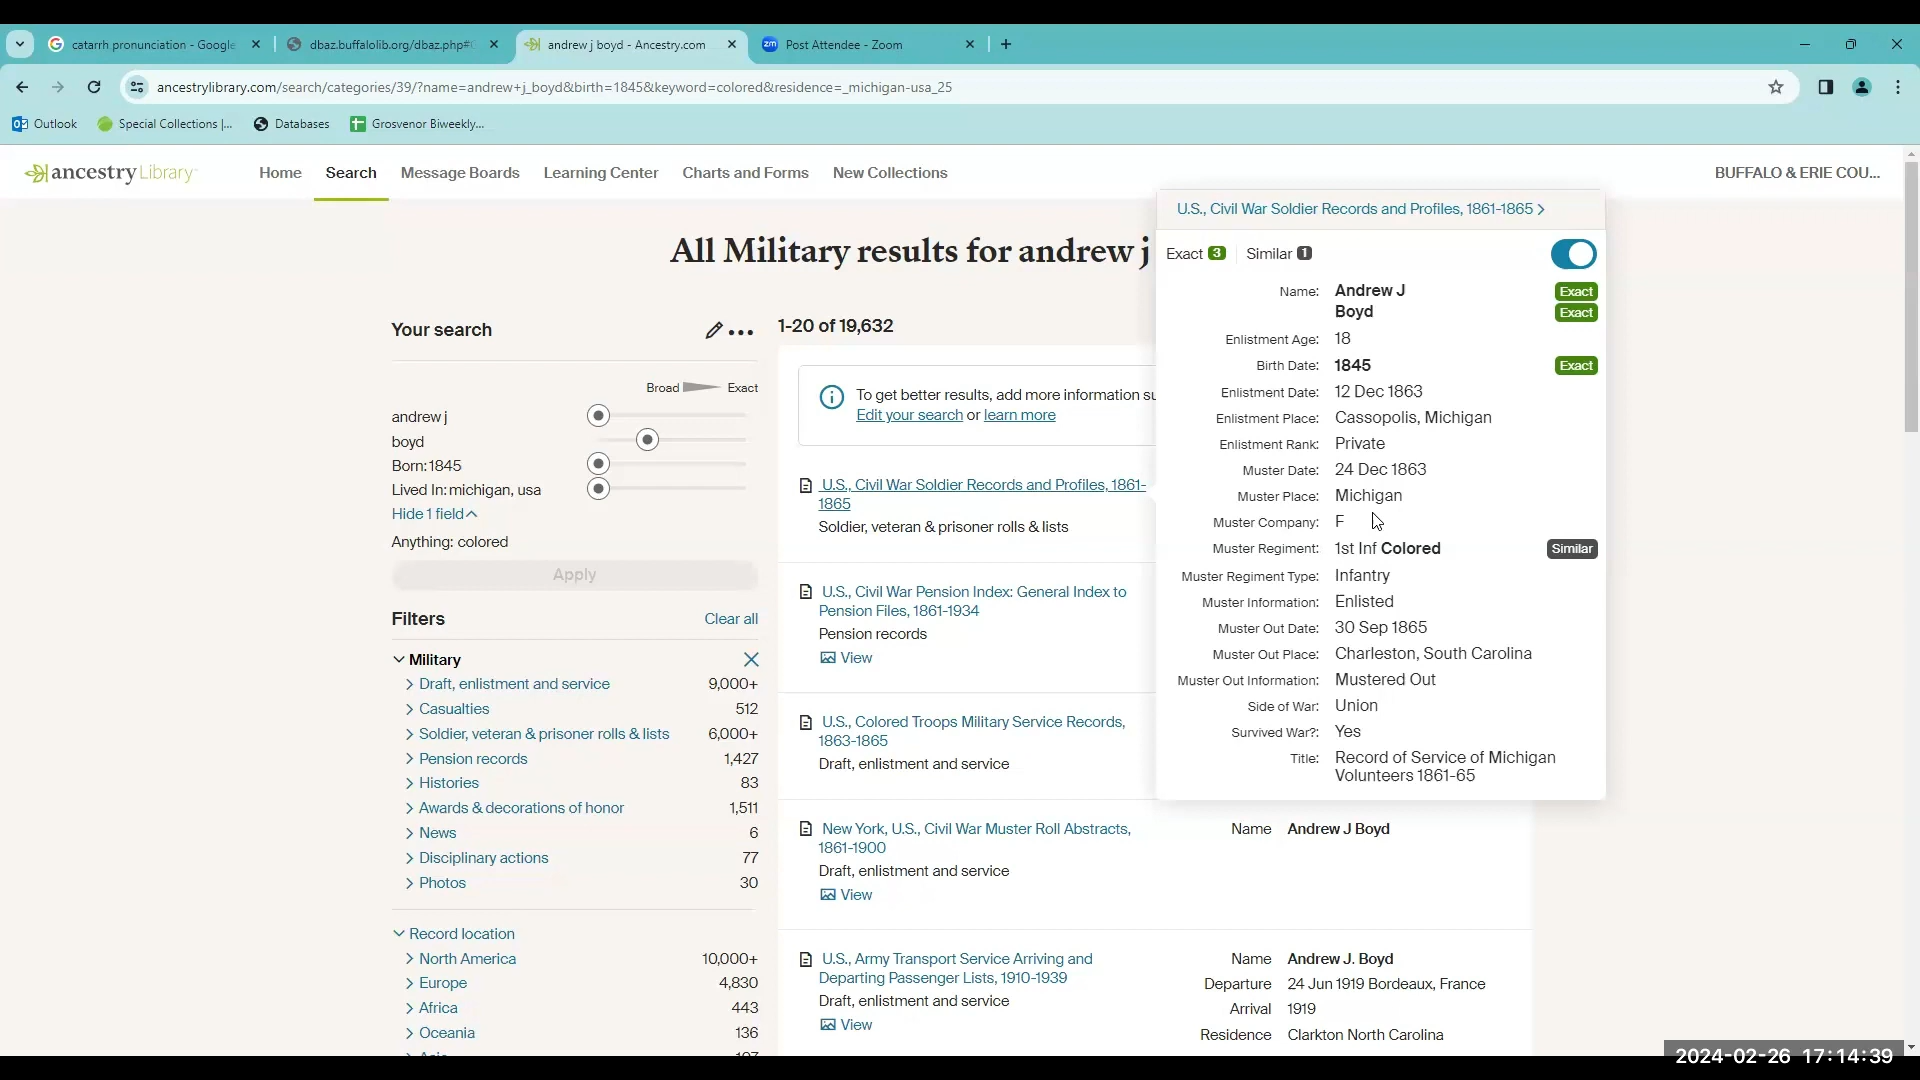 catarrh pronunciation - Google
dbaz.buffalolib.org/dbaz.php#
andrew j boyd - Ancestry.com
zm Post Attendee - Zoom
ancestrylibrary.com/search/categories/39/?name=andrew+j_boyd&birth=1845&keyword=colored&residence=_michigan-usa_25
Outlook
Special Collections |...
Databases
Grosvenor Biweekly...
ancestryLibrary
Home
Search
Message Boards
Learning Center
Charts and Forms
New Collections
BUFFALO & ERIE COU...
All Military results for andrew j
Your search
Broad
Exact
andrew j
boyd
Born: 1845
Lived In: michigan, usa
Hide 1 field
Anything: colored
Apply
Filters
Clear all
Military
Draft, enlistment and service 9,000+
Casualties 512
Soldier, veteran & prisoner rolls & lists 6,000+
Pension records 1,427
Histories 83
Awards & decorations of honor 1,511
News 6
Disciplinary actions 77
Photos 30
Record location
North America 10,000+
Europe 4,830
Africa 443
Oceania 136
1-20 of 19,632
To get better results, add more information su
Edit your search or learn more
U.S., Civil War Soldier Records and Profiles, 1861-
1865
Soldier, veteran & prisoner rolls & lists
U.S., Civil War Pension Index: General Index to
Pension Files, 1861-1934
Pension records
View
U.S., Colored Troops Military Service Records,
1863-1865
Draft, enlistment and service
New York, U.S., Civil War Muster Roll Abstracts,
1861-1900
Draft, enlistment and service
View
Name Andrew J Boyd
U.S., Army Transport Service Arriving and
Departing Passenger Lists, 1910-1939
Draft, enlistment and service
View
Name Andrew J. Boyd
Departure 24 Jun 1919 Bordeaux, France
Arrival 1919
Residence Clarkton North Carolina
U.S., Civil War Soldier Records and Profiles, 1861-1865
Exact 3 Similar 1
Name: Andrew J Exact
Boyd Exact
Enlistment Age: 18
Birth Date: 1845 Exact
Enlistment Date: 12 Dec 1863
Enlistment Place: Cassopolis, Michigan
Enlistment Rank: Private
Muster Date: 24 Dec 1863
Muster Place: Michigan
Muster Company: F
Muster Regiment: 1st Inf Colored Similar
Muster Regiment Type: Infantry
Muster Information: Enlisted
Muster Out Date: 30 Sep 1865
Muster Out Place: Charleston, South Carolina
Muster Out Information: Mustered Out
Side of War: Union
Survived War?: Yes
Title: Record of Service of Michigan
Volunteers 1861-65
2024-02-26 17:14:39